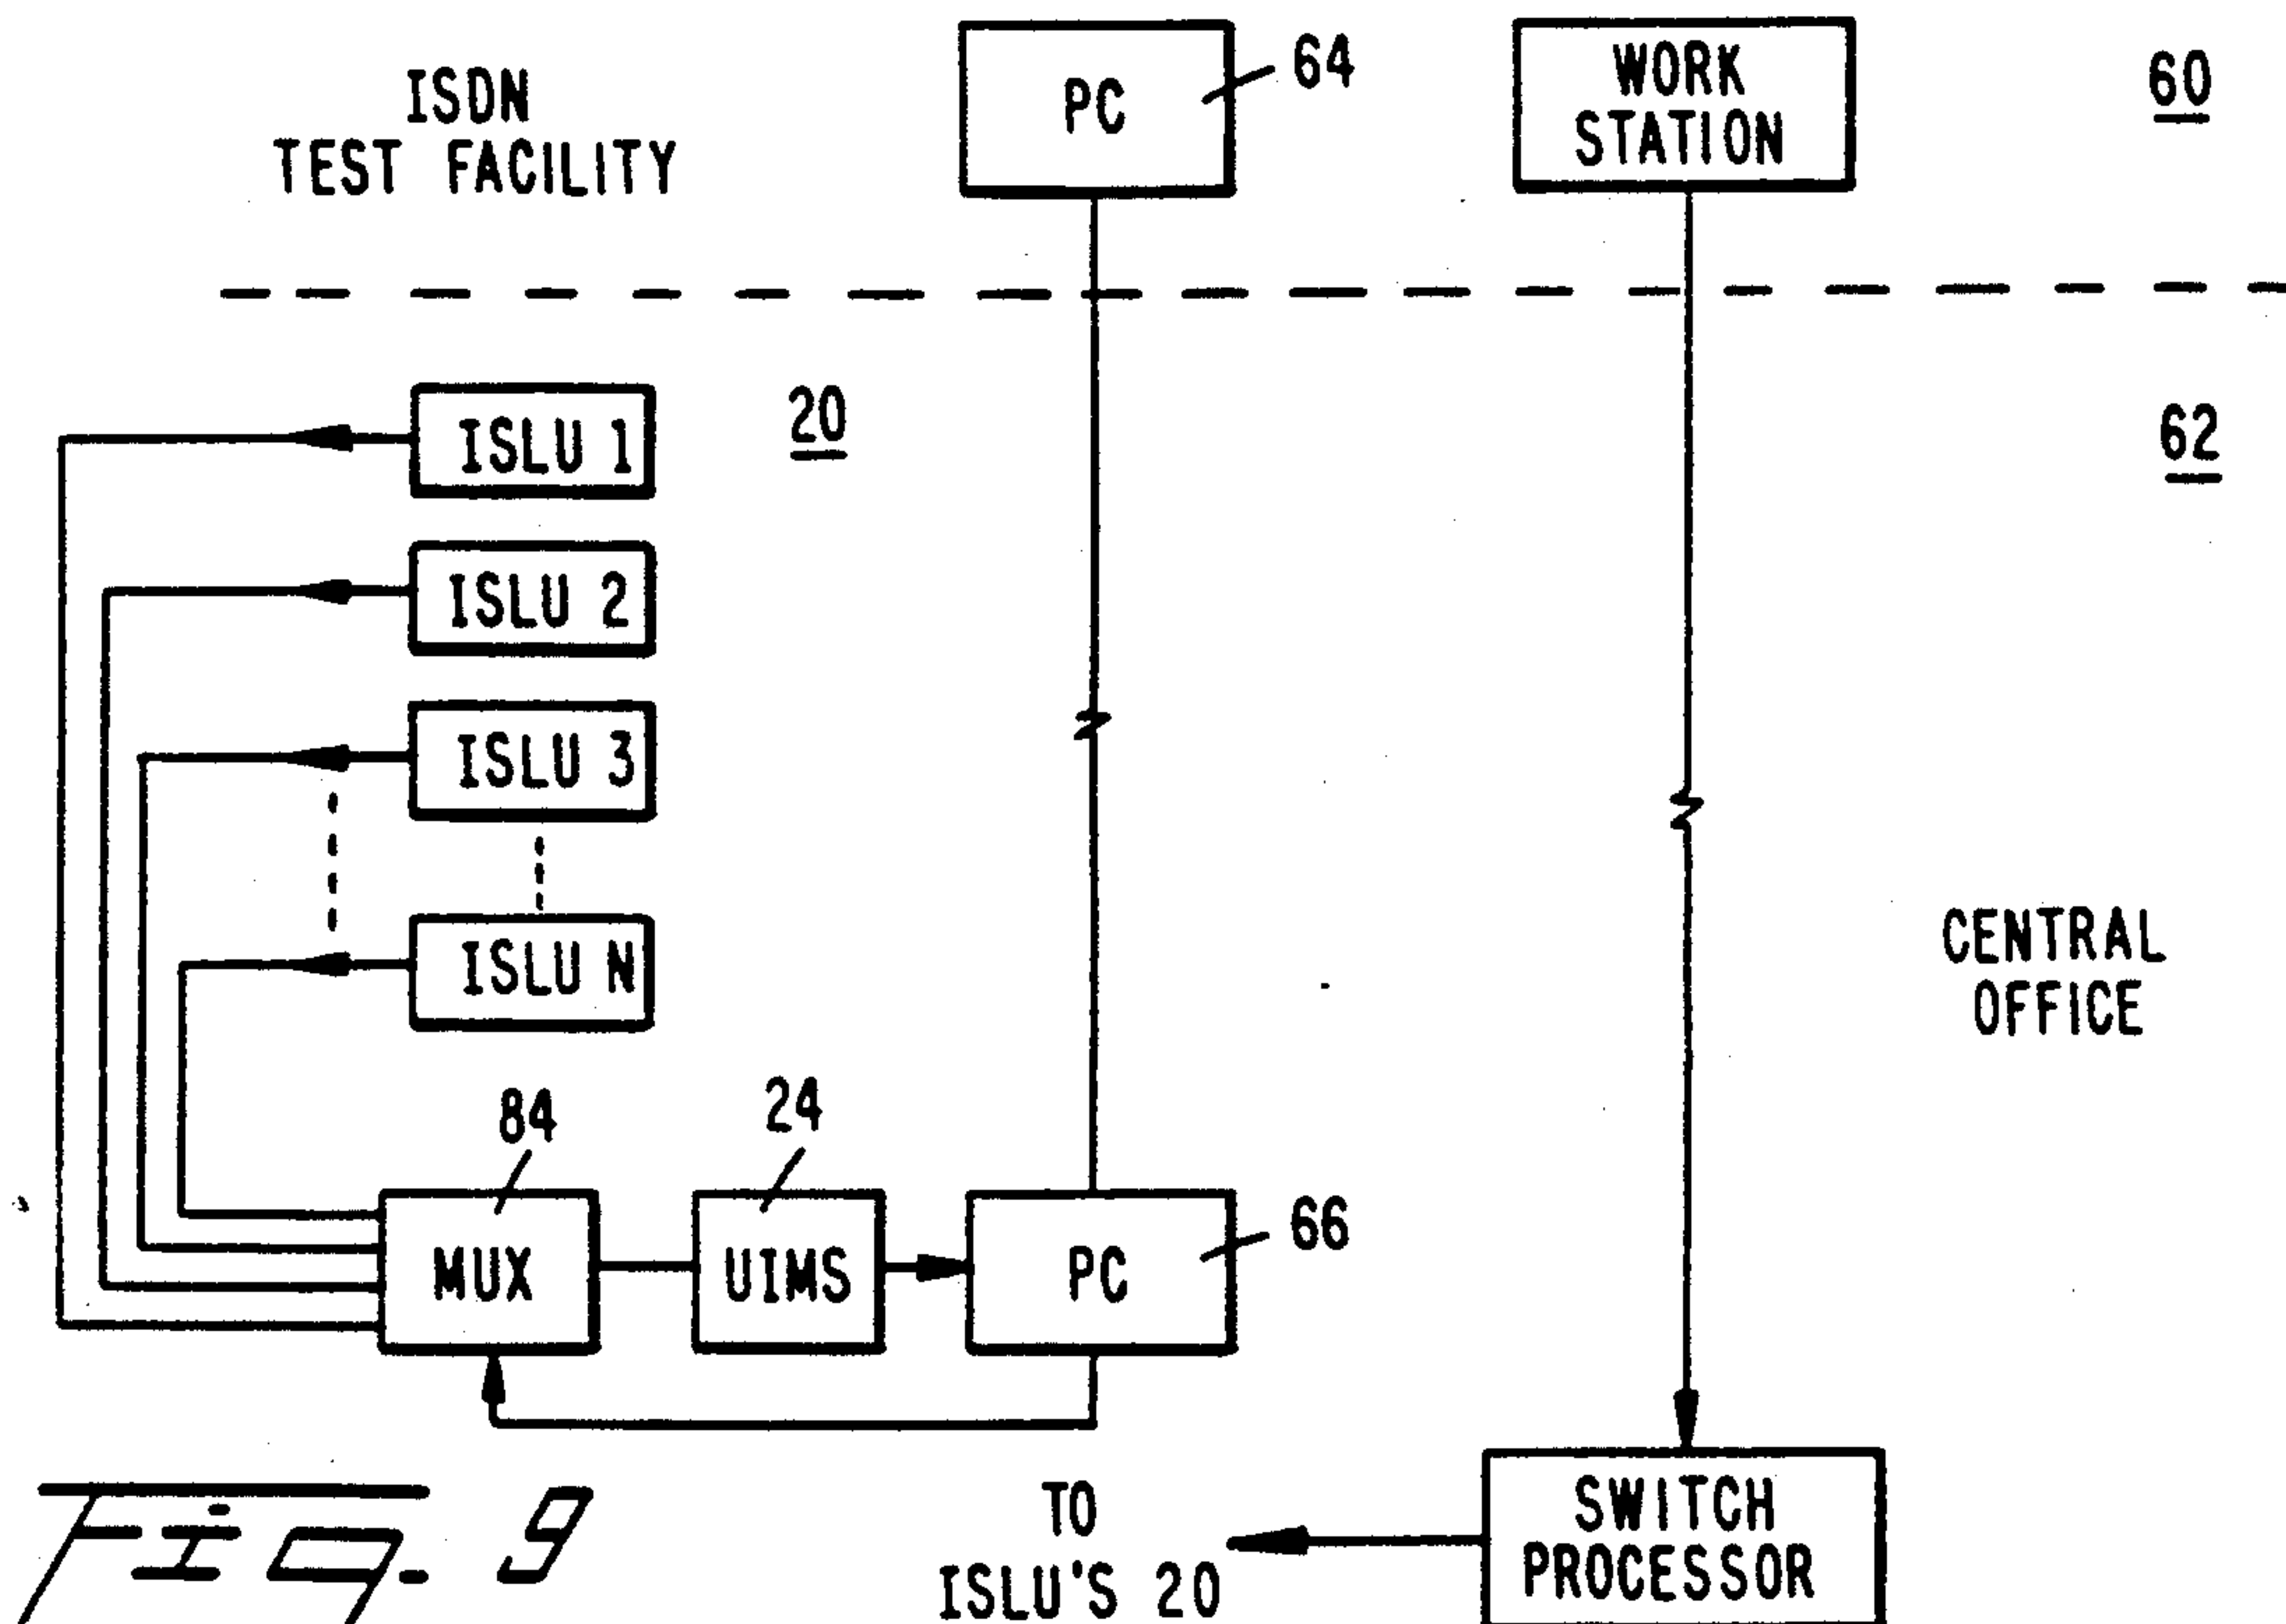 ISDN
TEST FACILITY
PC
64
WORK
STATION
60
ISLU 1
20
62
ISLU 2
ISLU 3
ISLU N
CENTRAL
OFFICE
84
24
MUX
UIMS
PC
66
TO
ISLU'S 20
SWITCH
PROCESSOR
Fig. 9